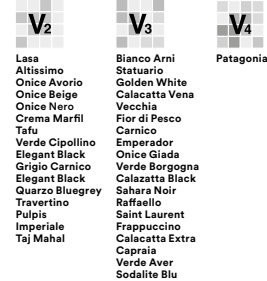 V2
Lasa
Altissimo
Onice Avorio
Onice Beige
Onice Nero
Crema Marfil
Tafu
Verde Cipollino
Elegant Black
Grigio Carnico
Elegant Black
Quarzo Bluegrey
Travertino
Pulpis
Imperiale
Taj Mahal
V3
Bianco Arni
Statuario
Golden White
Calacatta Vena
Vecchia
Fior di Pesco
Carnico
Emperador
Onice Giada
Verde Borgogna
Calazatta Black
Sahara Noir
Raffaello
Saint Laurent
Frappuccino
Calacatta Extra
Capraia
Verde Aver
Sodalite Blu
V4
Patagonia